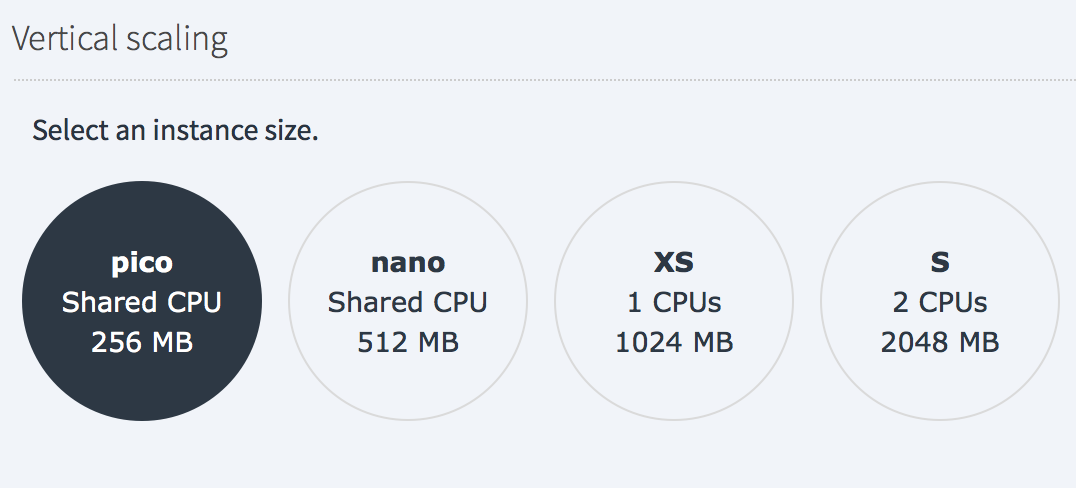 Vertical scaling
Select an instance size.
pico
Shared CPU
256 MB
nano
Shared CPU
512 MB
XS
1 CPUs
1024 MB
S
2 CPUs
2048 MB